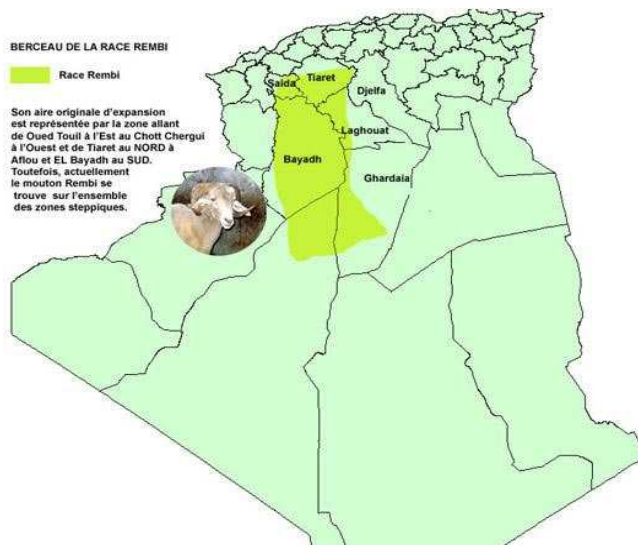 BERCEAU DE LA RACE REMBI
Race Rembi
Son aire originale d'expansion
est représentée par la zone allant
de Oued Touil à l'Est au Chott Chergui
à l'Ouest et de Tiaret au NORD à
Aflou et EL Bayadh au SUD.
Toutefois, actuellement
le mouton Rembi se
trouve sur l'ensemble
des zones steppiques.
Saida
Tiaret
Djelfa
Laghouat
Bayadh
Ghardaia